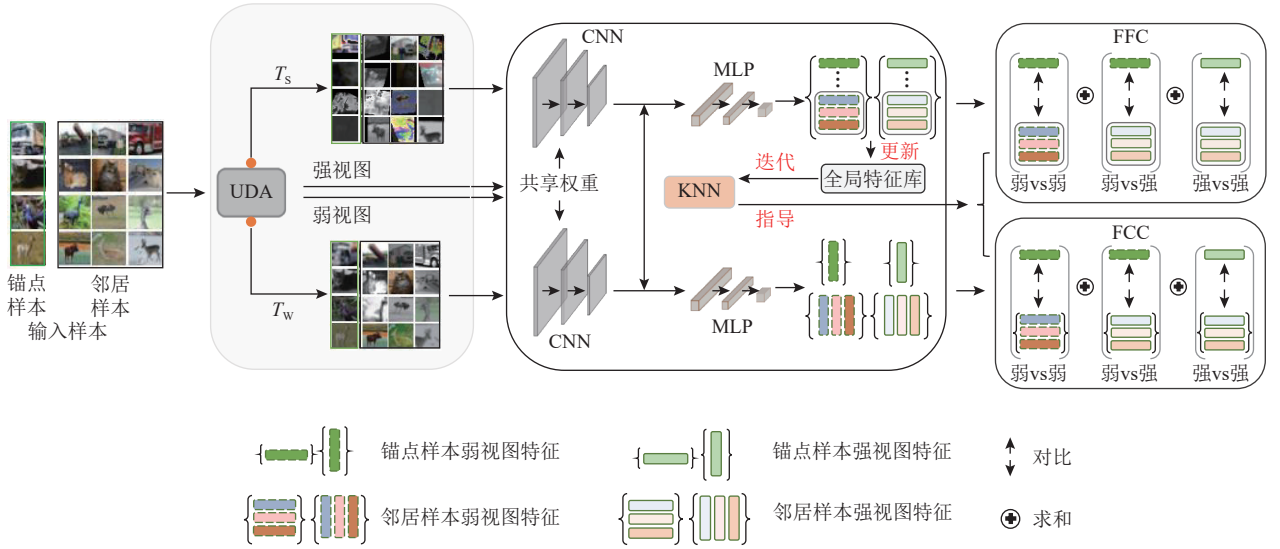 锚点
样本
邻居
样本
输入样本
UDA
T_S
T_W
强视图
弱视图
CNN
共享权重
CNN
MLP
更新
迭代
全局特征库
KNN
指导
MLP
FFC
弱vs弱
弱vs强
强vs强
FCC
弱vs弱
弱vs强
强vs强
锚点样本弱视图特征
锚点样本强视图特征
对比
邻居样本弱视图特征
邻居样本强视图特征
求和